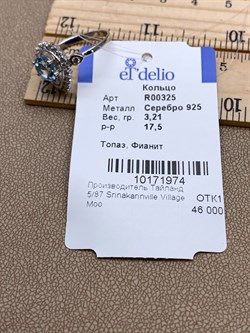 el'delio
Кольцо
Арт R00325
Металл Серебро 925
Вес, гр. 3,21
р-р 17,5
Топаз, Фианит
10171974
Производитель Тайланд
5/87 Srinakarinville Village
Moo
ОТК1
46 000